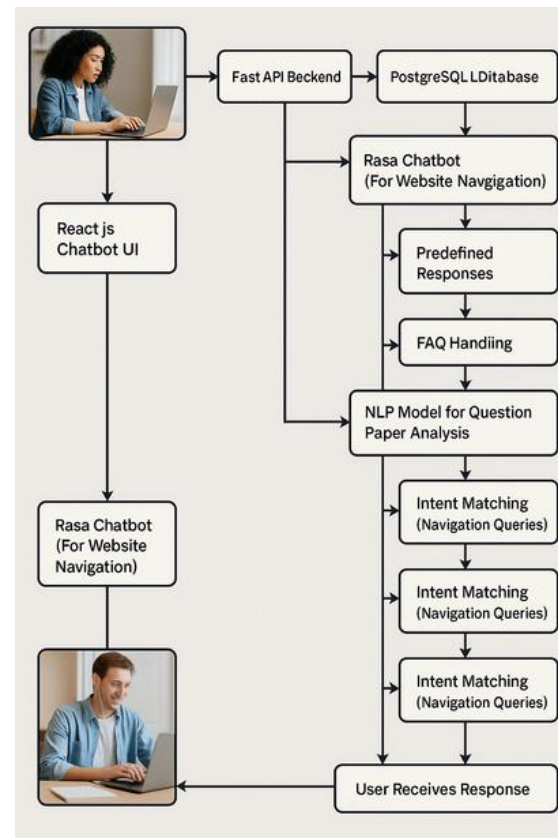 Fast API Beckend
PostgreSQL LDitabase
Rasa Chatbot
(For Website Navgigation)
React js
Chatbot UI
Predefined
Responses
FAQ Handiing
NLP Model for Question
Paper Analysis
Rasa Chatbot
(For Website
Navigation)
Intent Matching
(Navigation Queries)
Intent Matching
(Navigation Queries)
Intent Matching
(Navigation Queries)
User Receives Response